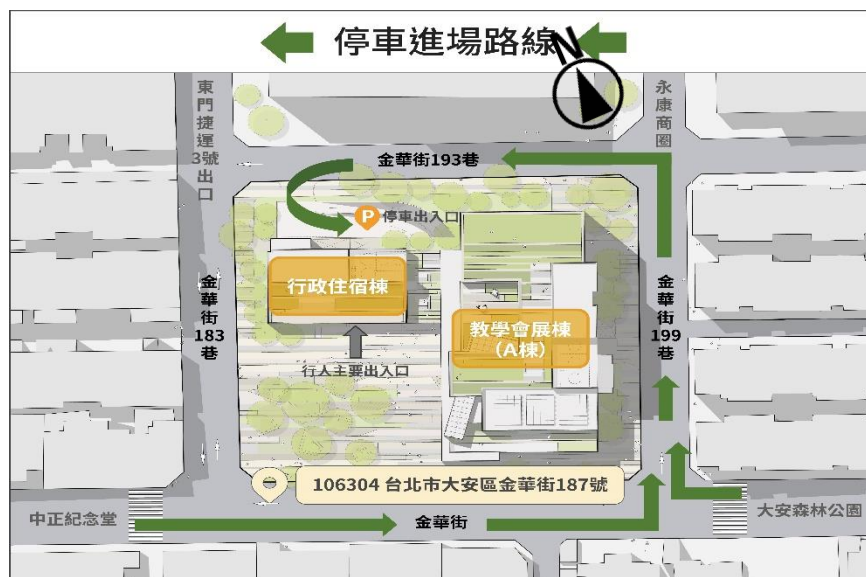 停車進場路線
N
東門捷運3號出口
永康商圈
金華街193巷
P 停車出入口
行政住宿棟
教學會展棟
(A棟)
金華街183巷
金華街199巷
行人主要出入口
106304 台北市大安區金華街187號
中正紀念堂
金華街
大安森林公園